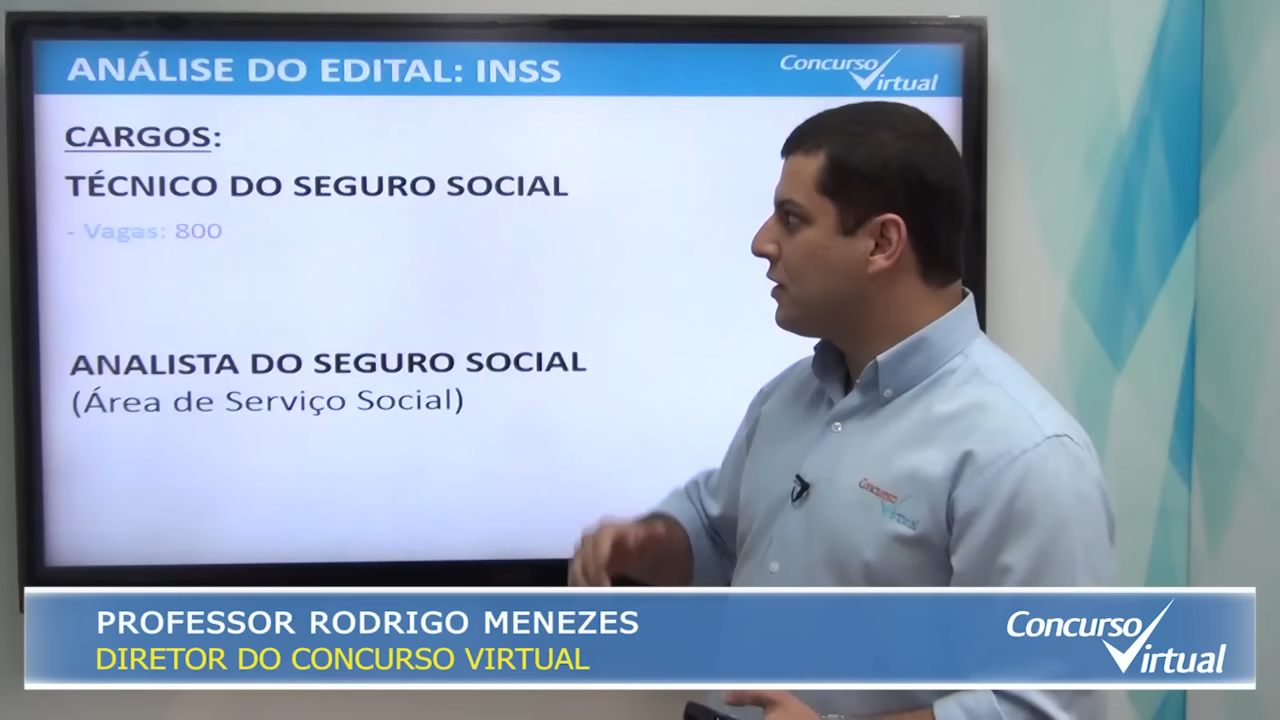 ANÁLISE DO EDITAL: INSS
Concurso Virtual
CARGOS:
TÉCNICO DO SEGURO SOCIAL
- Vagas: 800
ANALISTA DO SEGURO SOCIAL
(Área de Serviço Social)
Concurso
Virtual
PROFESSOR RODRIGO MENEZES
DIRETOR DO CONCURSO VIRTUAL
Concurso
Virtual